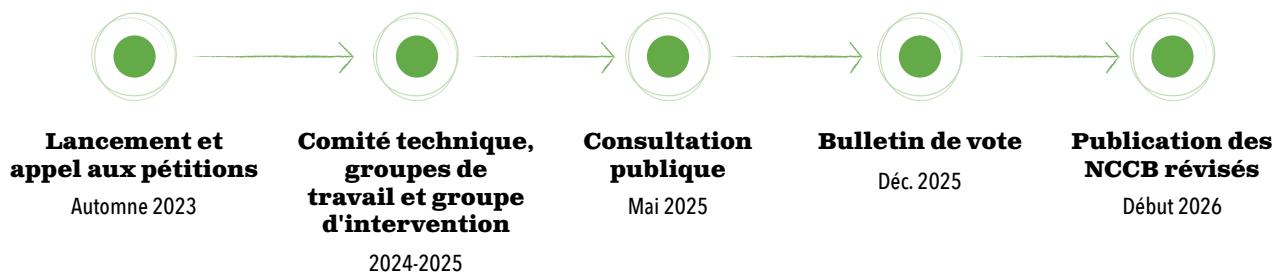 Lancement et
appel aux pétitions
Automne 2023
Comité technique,
groupes de
travail et groupe
d'intervention
2024-2025
Consultation
publique
Mai 2025
Bulletin de vote
Déc. 2025
Publication des
NCCB révisés
Début 2026